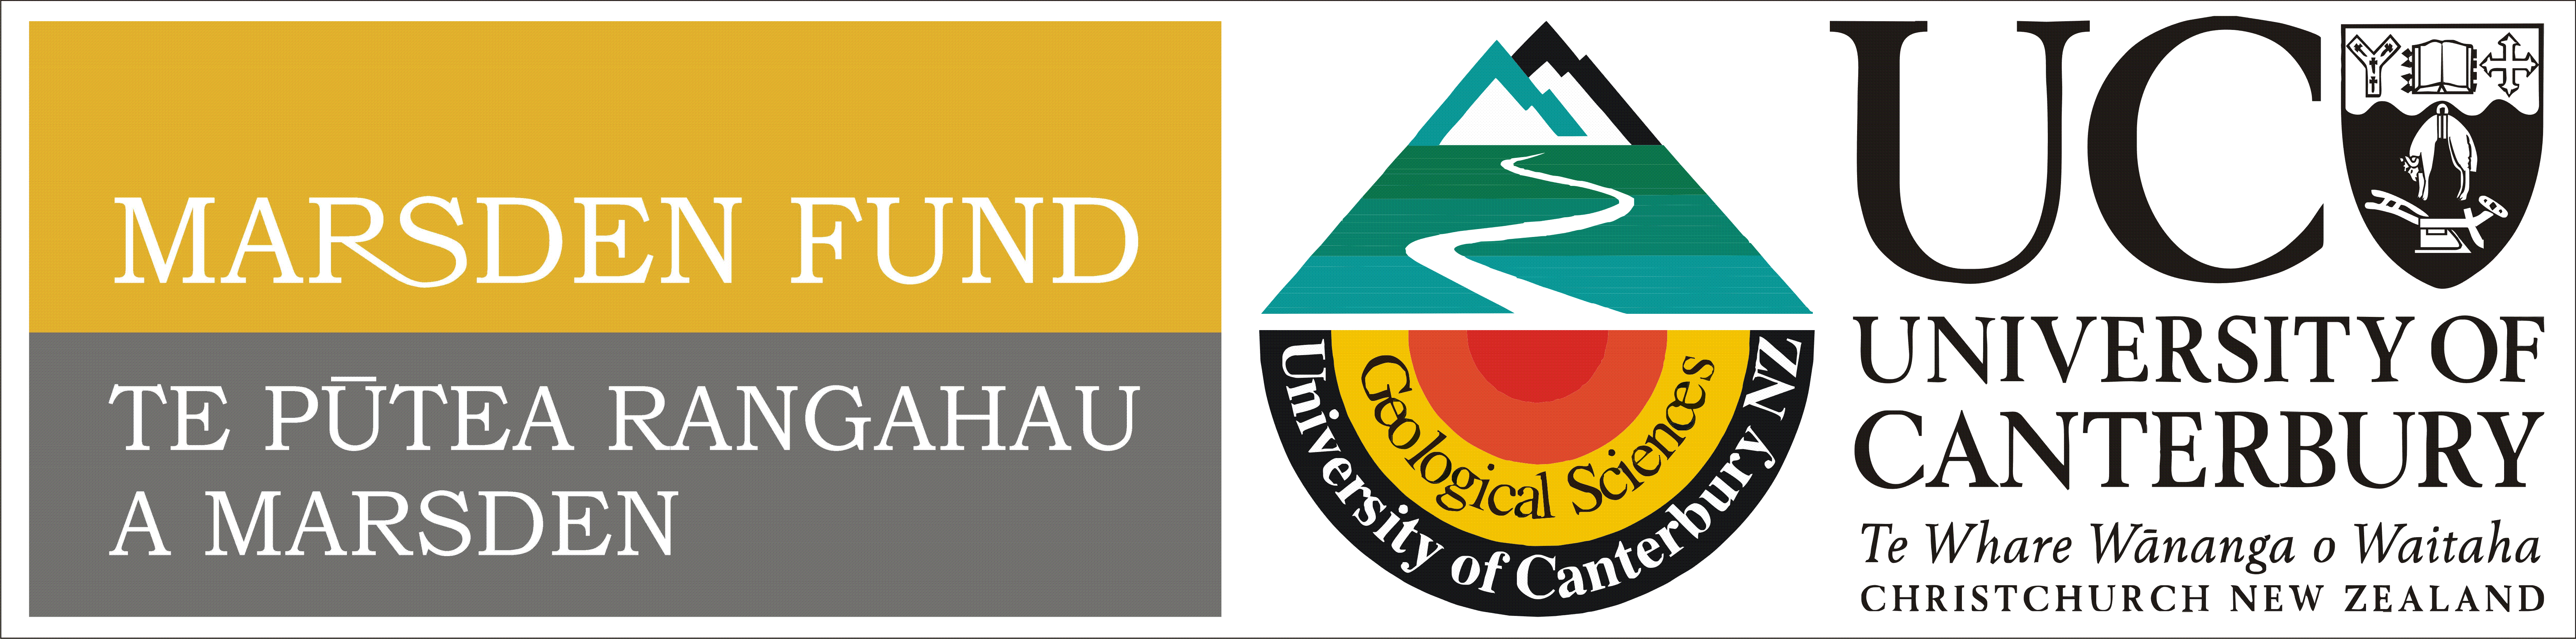 MARSDEN FUND
TE PŪTEA RANGAHAU
A MARSDEN
Geological Sciences
University of Canterbury NZ
UC
UNIVERSITY OF
CANTERBURY
Te Whare Wānanga o Waitaha
CHRISTCHURCH NEW ZEALAND